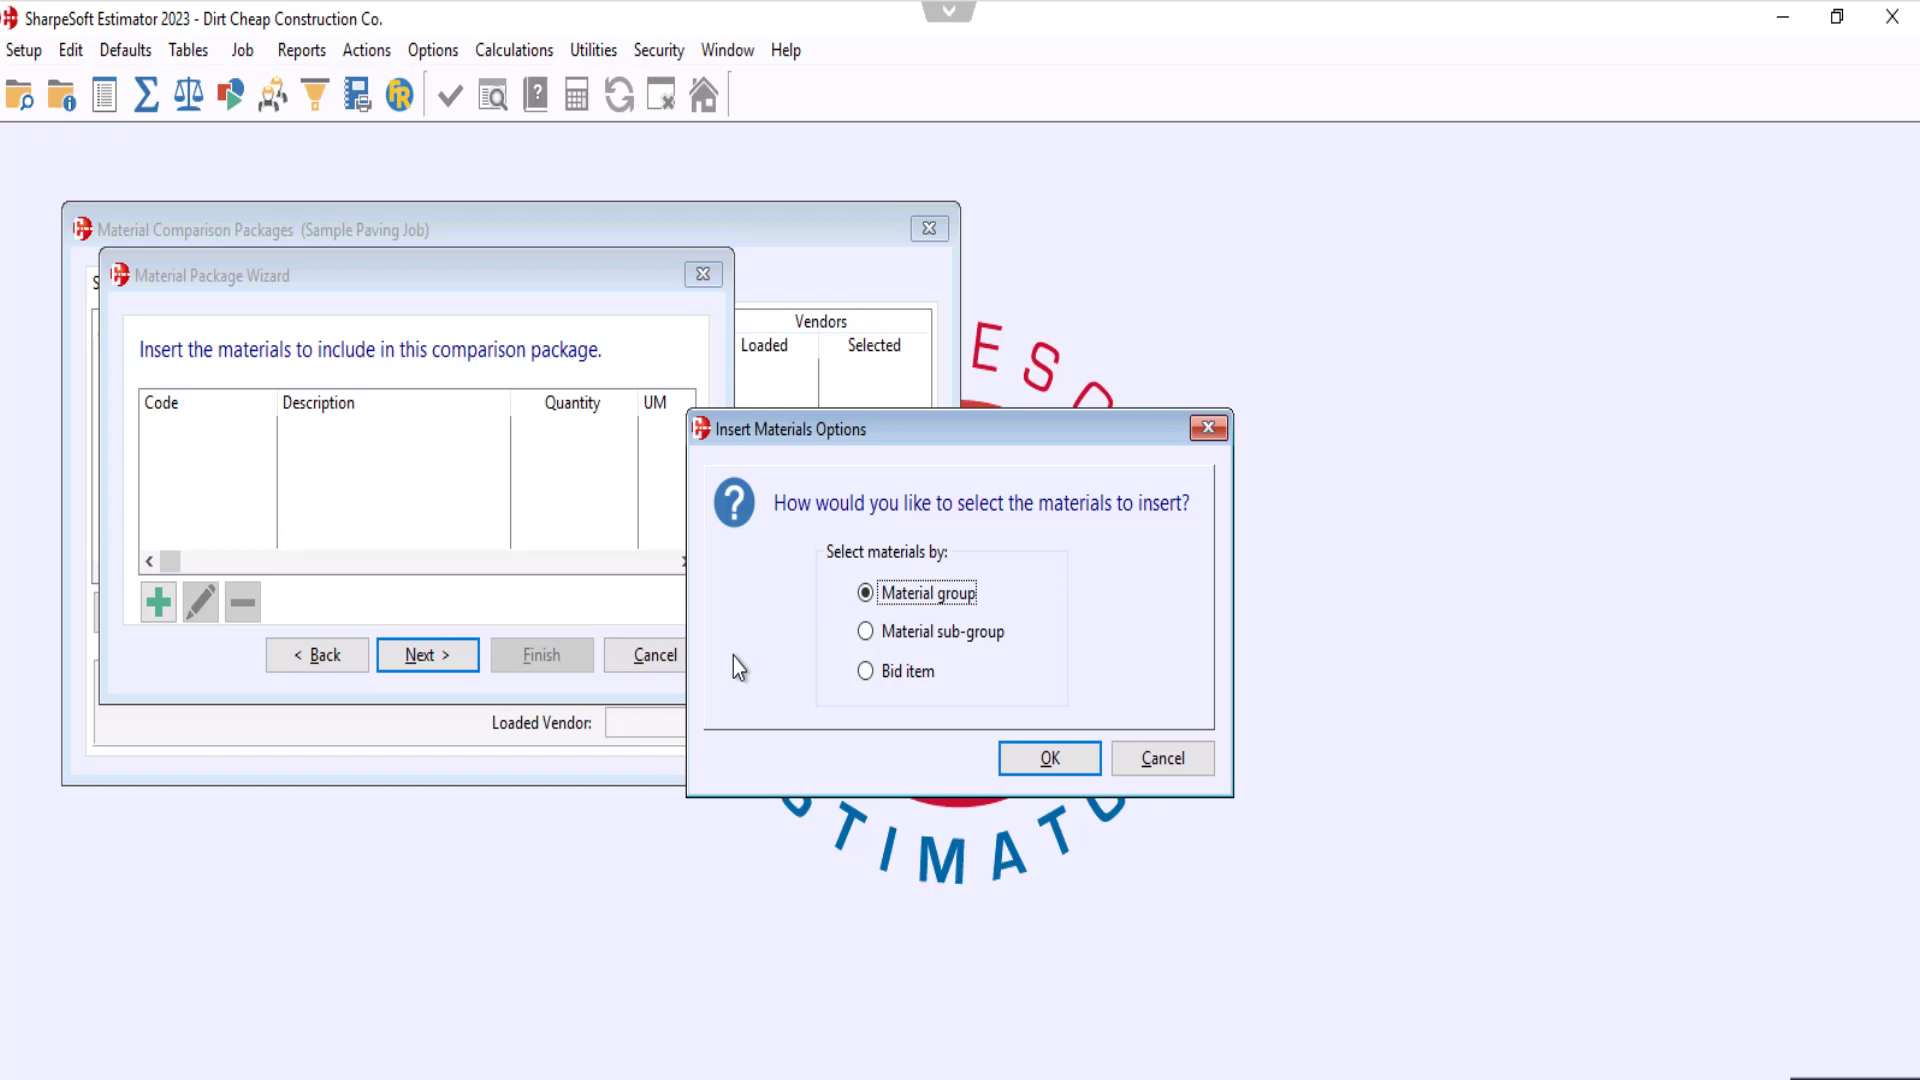 SharpeSoft Estimator 2023 - Dirt Cheap Construction Co.
Setup Edit Defaults Tables Job Reports Actions Options Calculations Utilities Security Window Help
FR
Material Comparison Packages (Sample Paving Job)
Material Package Wizard
S
Vendors
Insert the materials to include in this comparison package.
Loaded Selected
E S
Code Description Quantity UM
Insert Materials Options
How would you like to select the materials to insert?
Select materials by:
Material group
Material sub-group
Bid item
< Back Next > Finish Cancel
Loaded Vendor:
OK Cancel
T I M A T